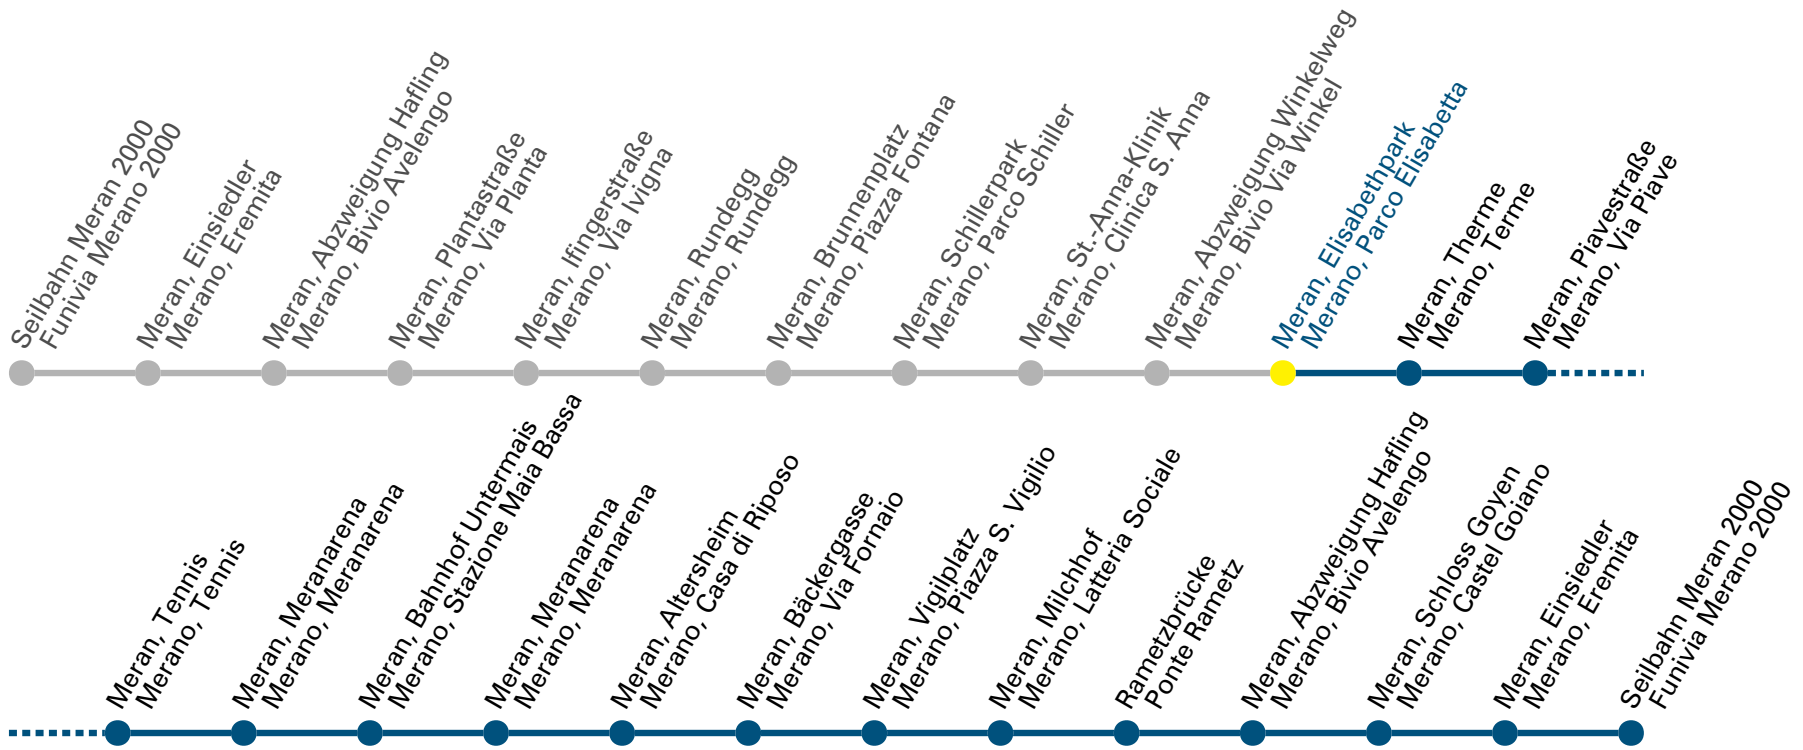 Seilbahn Meran 2000
Funivia Merano 2000
Meran, Einsiedler
Merano, Eremita
Meran, Abzweigung Hafling
Merano, Bivio Avelengo
Meran, Plantastraße
Merano, Via Planta
Meran, Ifingerstraße
Merano, Via Ivigna
Meran, Rundegg
Merano, Rundegg
Meran, Brunnenplatz
Merano, Piazza Fontana
Meran, Schillerpark
Merano, Parco Schiller
Meran, St.-Anna-Klinik
Merano, Clinica S. Anna
Meran, Abzweigung Winkelweg
Merano, Bivio Via Winkel
Meran, Elisabethpark
Merano, Parco Elisabetta
Meran, Therme
Merano, Terme
Meran, Piavestraße
Merano, Via Piave
Meran, Tennis
Merano, Tennis
Meran, Meranarena
Merano, Meranarena
Meran, Bahnhof Untermais
Merano, Stazione Maia Bassa
Meran, Meranarena
Merano, Meranarena
Meran, Altersheim
Merano, Casa di Riposo
Meran, Bäckergasse
Merano, Via Fornaio
Meran, Vigilplatz
Merano, Piazza S. Vigilio
Meran, Milchhof
Merano, Latteria Sociale
Rametzbrücke
Ponte Rametz
Meran, Abzweigung Hafling
Merano, Bivio Avelengo
Meran, Schloss Goyen
Merano, Castel Goiano
Meran, Einsiedler
Merano, Eremita
Seilbahn Meran 2000
Funivia Merano 2000